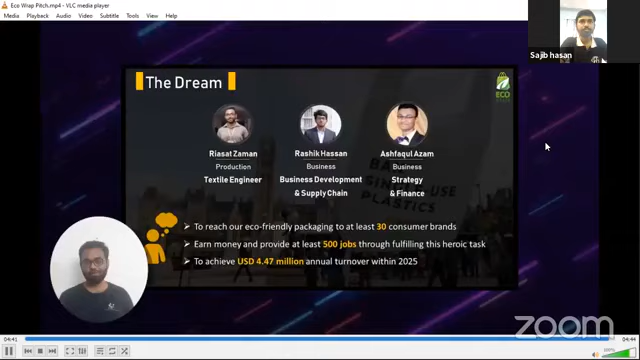 Eco Wrap Pitch.mp4 - VLC media player
Media Playback Audio Video Subtitle Tools View Help
Sajib hasan
The Dream
ECO
Riasat Zaman
Production
Textile Engineer
Rashik Hassan
Business
Business Development
& Supply Chain
Ashfaqul Azam
Business
Strategy
& Finance
To reach our eco-friendly packaging to at least 30 consumer brands
Earn money and provide at least 500 jobs through fulfilling this heroic task
To achieve USD 4.47 million annual turnover within 2025
zoom
04:41
04:44